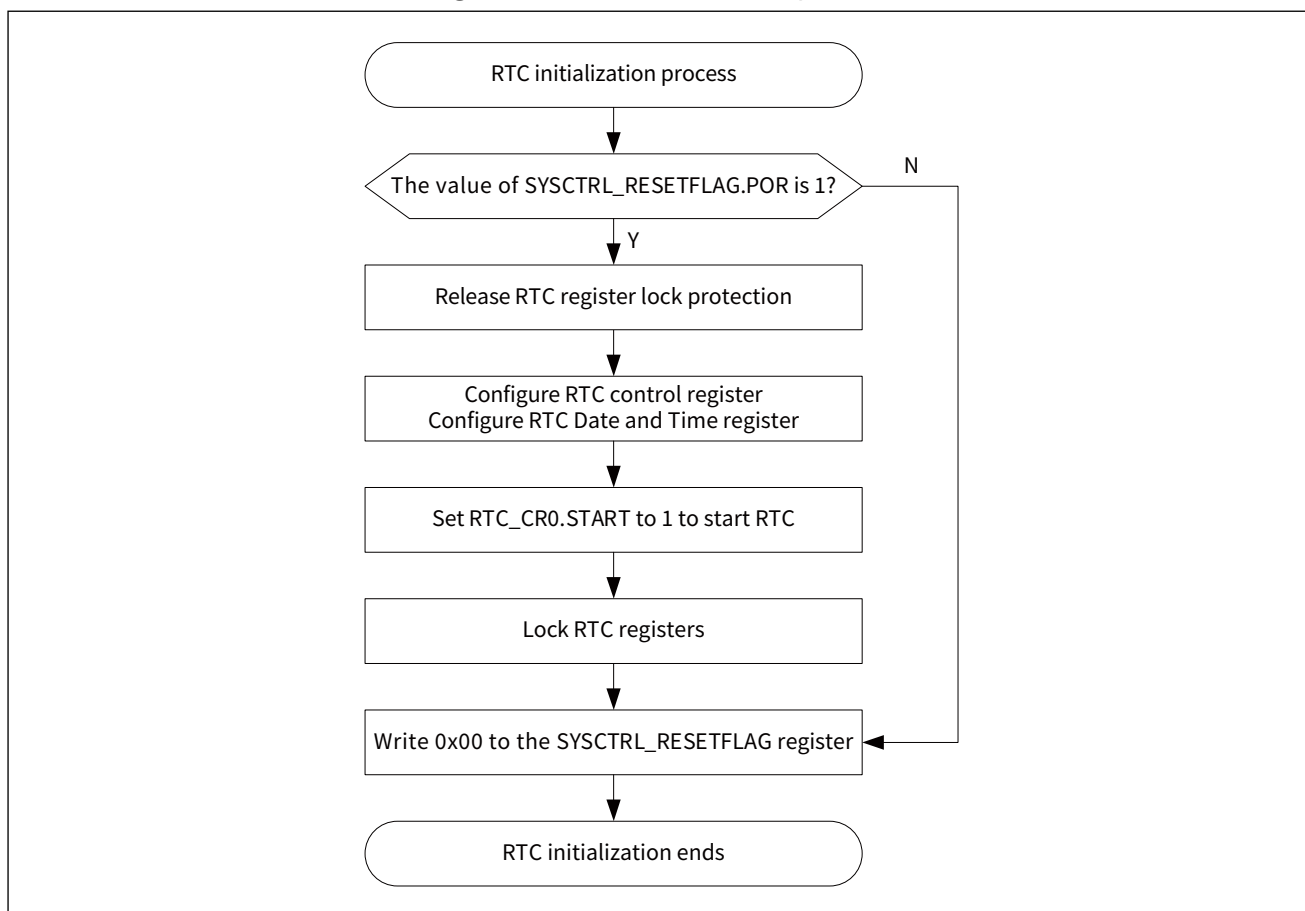 RTC initialization process
The value of SYSCTRL_RESETFLAG.POR is 1?
N
Y
Release RTC register lock protection
Configure RTC control register
Configure RTC Date and Time register
Set RTC_CR0.START to 1 to start RTC
Lock RTC registers
Write 0x00 to the SYSCTRL_RESETFLAG register
RTC initialization ends